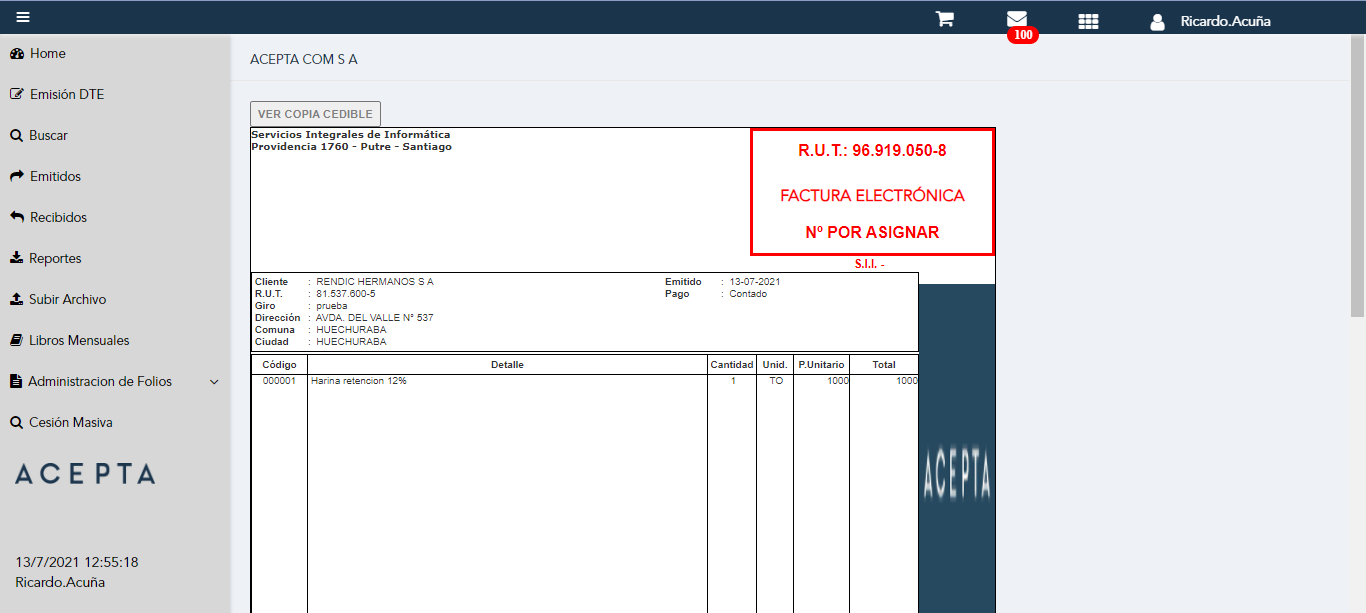 Ricardo.Acuña
100
Home
Emisión DTE
Buscar
Emitidos
Recibidos
Reportes
Subir Archivo
Libros Mensuales
Administracion de Folios
Cesión Masiva
ACEPTA
13/7/2021 12:55:18
Ricardo.Acuña
ACEPTA COM S A
VER COPIA CEDIBLE
Servicios Integrales de Informática
Providencia 1760 - Putre - Santiago
R.U.T.: 96.919.050-8
FACTURA ELECTRÓNICA
Nº POR ASIGNAR
S.I.I. -
Cliente : RENDIC HERMANOS S A Emitido : 13-07-2021
R.U.T. : 81.537.600-5 Pago : Contado
Giro : prueba
Dirección : AVDA. DEL VALLE N° 537
Comuna : HUECHURABA
Ciudad : HUECHURABA
Código Detalle Cantidad Unid. P.Unitario Total
000001 Harina retencion 12% 1 TO 1000 1000
ACEPTA